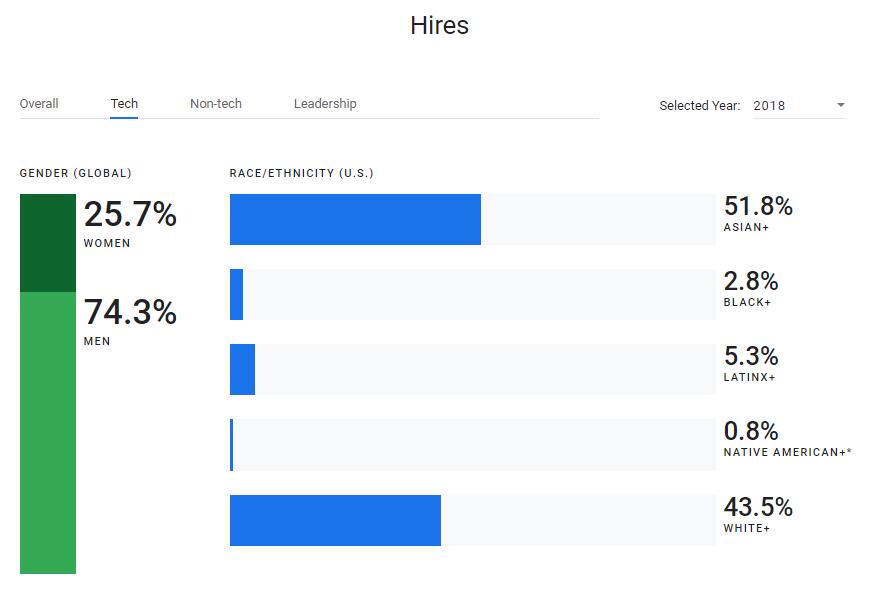 Hires
Overall Tech Non-tech Leadership Selected Year: 2018
GENDER (GLOBAL)
25.7%
WOMEN
74.3%
MEN
RACE/ETHNICITY (U.S.)
51.8%
ASIAN+
2.8%
BLACK+
5.3%
LATINX+
0.8%
NATIVE AMERICAN+*
43.5%
WHITE+